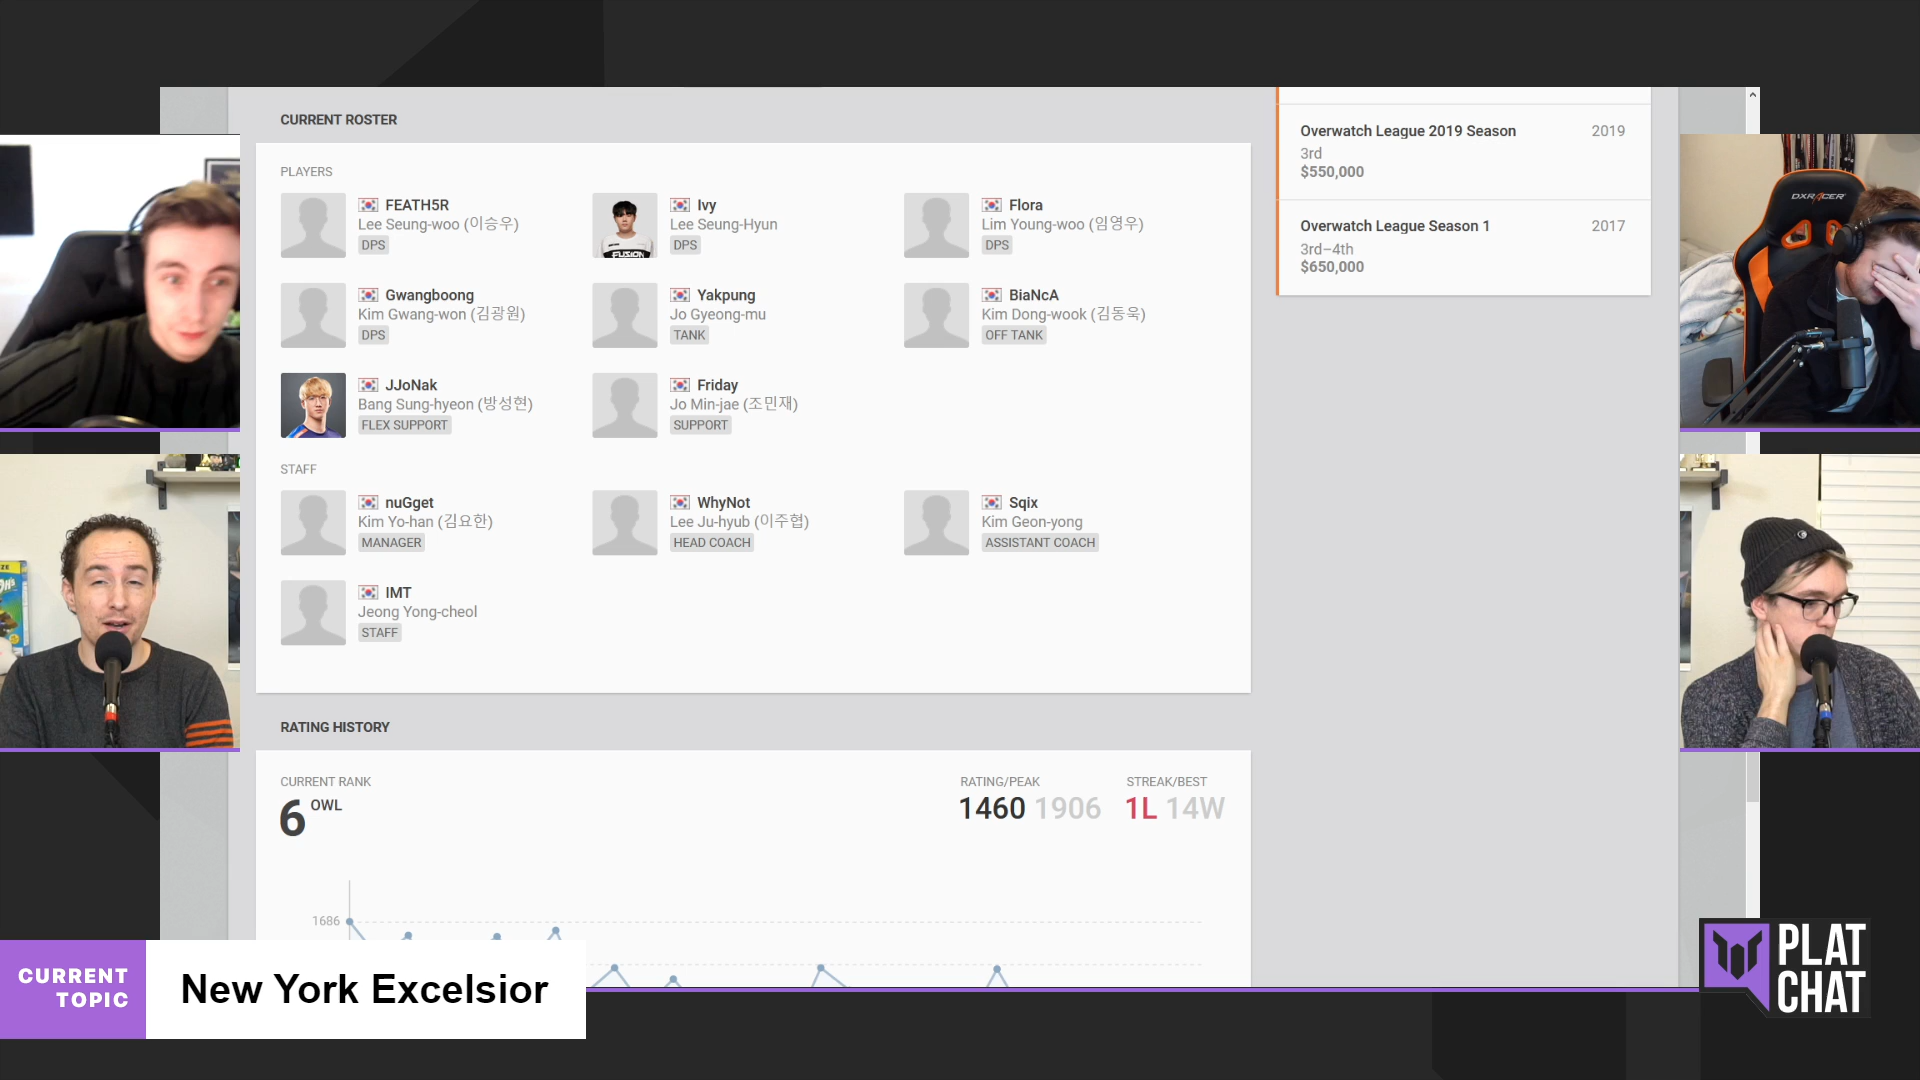 CURRENT ROSTER
PLAYERS
FEATH5R
Lee Seung-woo (이승우)
DPS
Ivy
Lee Seung-Hyun
DPS
FUSION
Flora
Lim Young-woo (임영우)
DPS
Gwangboong
Kim Gwang-won (김광원)
DPS
Yakpung
Jo Gyeong-mu
TANK
BiaNcA
Kim Dong-wook (김동욱)
OFF TANK
JJoNak
Bang Sung-hyeon (방성현)
FLEX SUPPORT
Friday
Jo Min-jae (조민재)
SUPPORT
STAFF
nuGget
Kim Yo-han (김요한)
MANAGER
WhyNot
Lee Ju-hyub (이주협)
HEAD COACH
Sqix
Kim Geon-yong
ASSISTANT COACH
IMT
Jeong Yong-cheol
STAFF
Overwatch League 2019 Season 2019
3rd
$550,000
Overwatch League Season 1 2017
3rd–4th
$650,000
DXRACER
RATING HISTORY
CURRENT RANK
6 OWL
RATING/PEAK
1460 1906
STREAK/BEST
1L 14W
1686
CURRENT
TOPIC
New York Excelsior
PLAT
CHAT